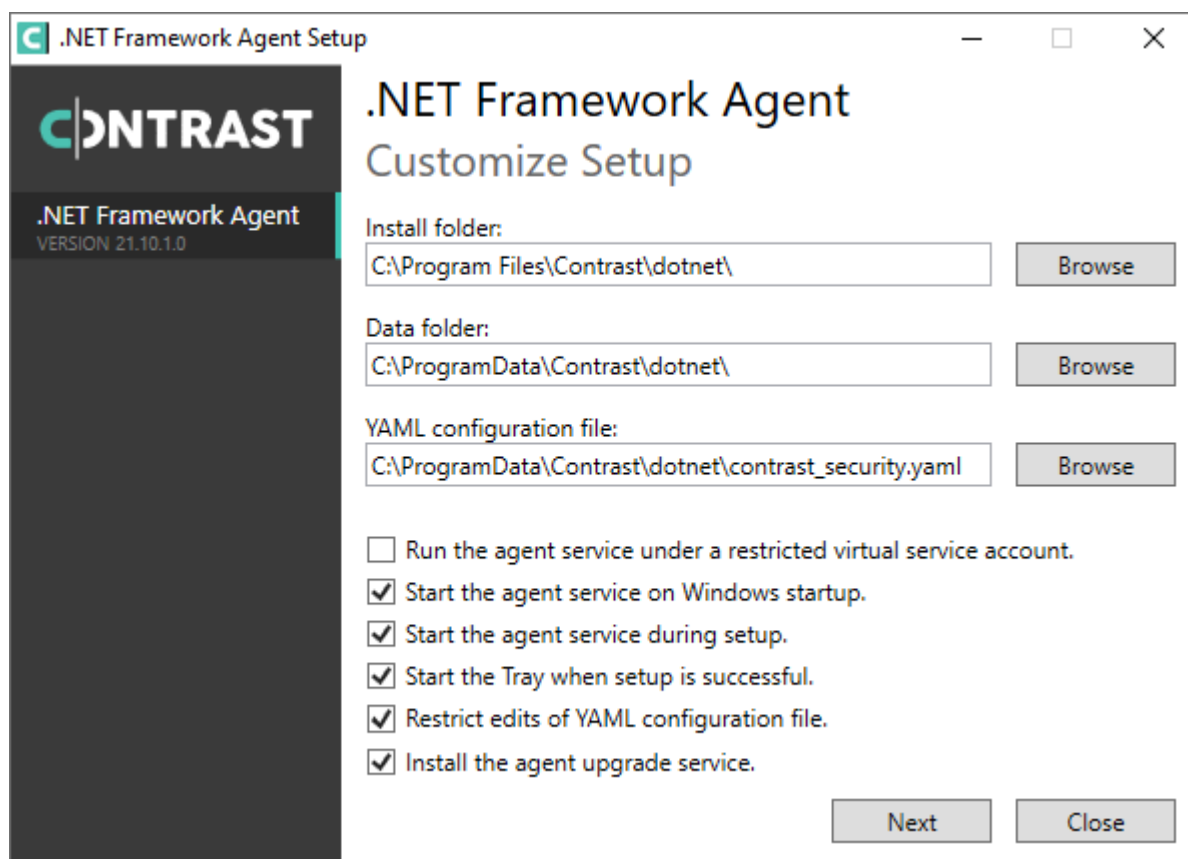 .NET Framework Agent Setup
CONTRAST
.NET Framework Agent
VERSION 21.10.1.0
.NET Framework Agent
Customize Setup
Install folder:
C:\Program Files\Contrast\dotnet\
Browse
Data folder:
C:\ProgramData\Contrast\dotnet\
Browse
YAML configuration file:
C:\ProgramData\Contrast\dotnet\contrast_security.yaml
Browse
Run the agent service under a restricted virtual service account.
Start the agent service on Windows startup.
Start the agent service during setup.
Start the Tray when setup is successful.
Restrict edits of YAML configuration file.
Install the agent upgrade service.
Next
Close